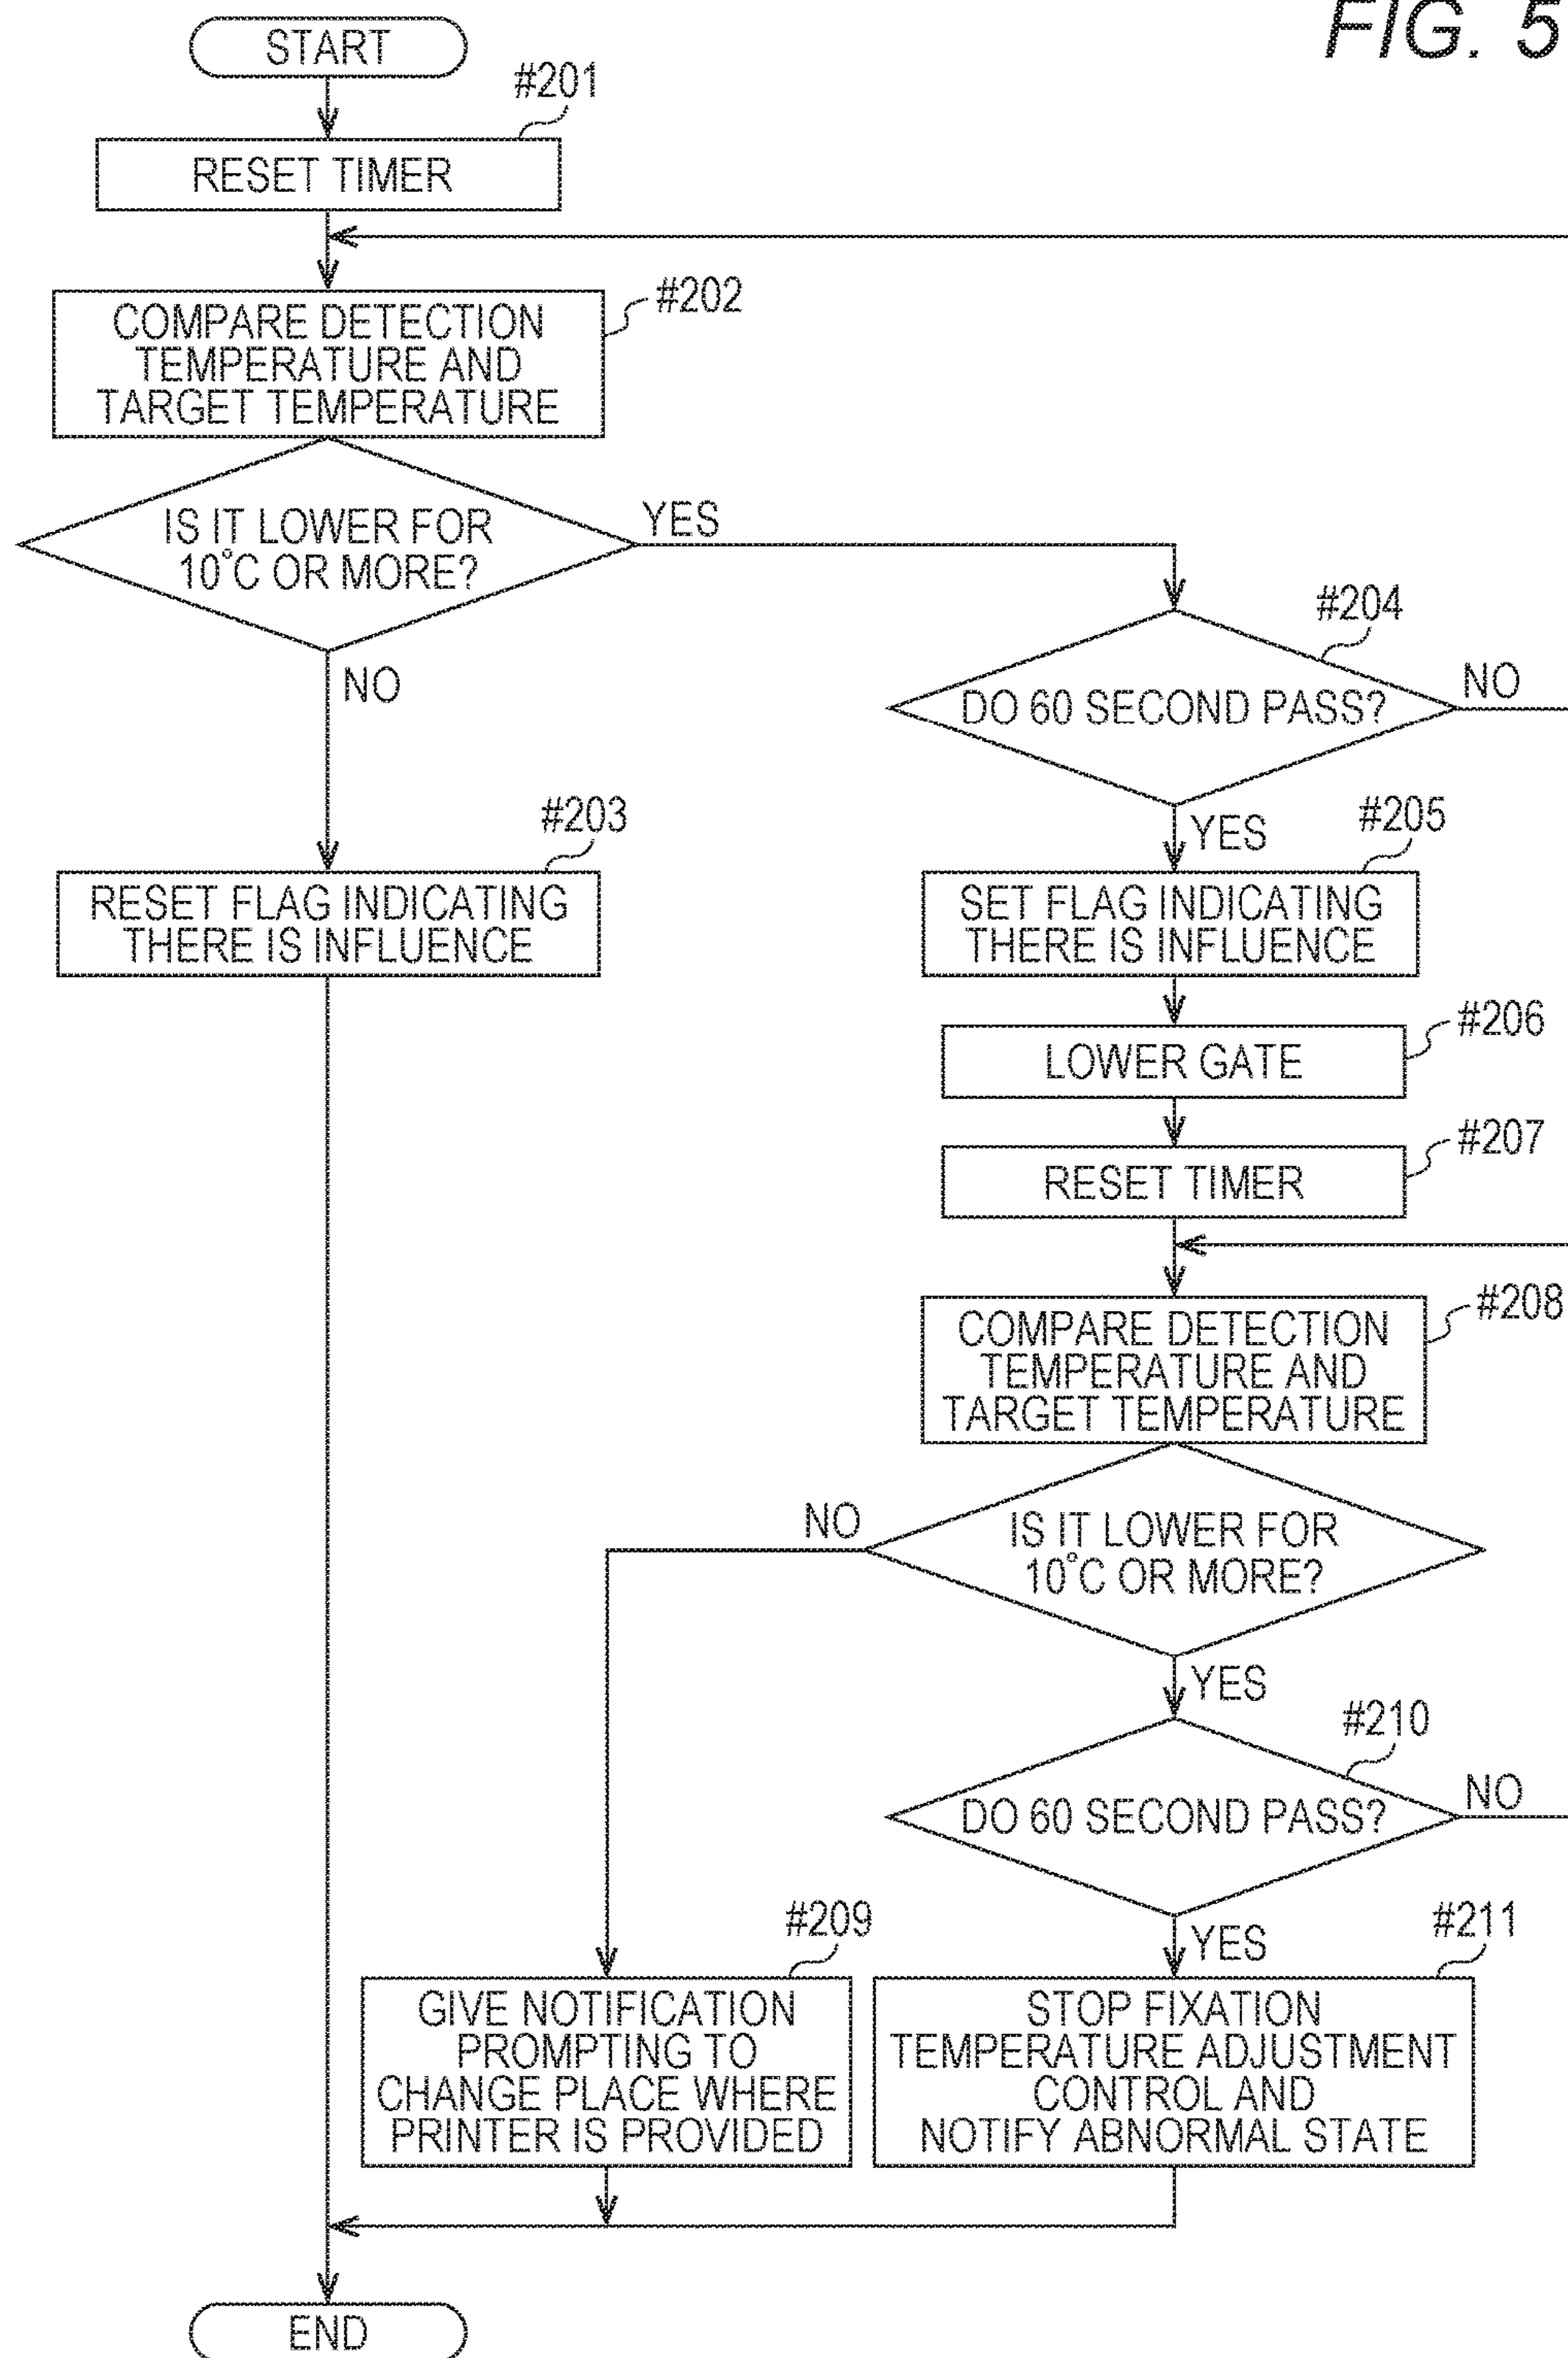 FIG. 5
START
#201
RESET TIMER
#202
COMPARE DETECTION
TEMPERATURE AND
TARGET TEMPERATURE
IS IT LOWER FOR
10°C OR MORE?
YES
NO
#204
DO 60 SECOND PASS?
NO
YES
#203
RESET FLAG INDICATING
THERE IS INFLUENCE
#205
SET FLAG INDICATING
THERE IS INFLUENCE
#206
LOWER GATE
#207
RESET TIMER
#208
COMPARE DETECTION
TEMPERATURE AND
TARGET TEMPERATURE
IS IT LOWER FOR
10°C OR MORE?
NO
YES
#210
DO 60 SECOND PASS?
NO
YES
#209
GIVE NOTIFICATION
PROMPTING TO
CHANGE PLACE WHERE
PRINTER IS PROVIDED
#211
STOP FIXATION
TEMPERATURE ADJUSTMENT
CONTROL AND
NOTIFY ABNORMAL STATE
END